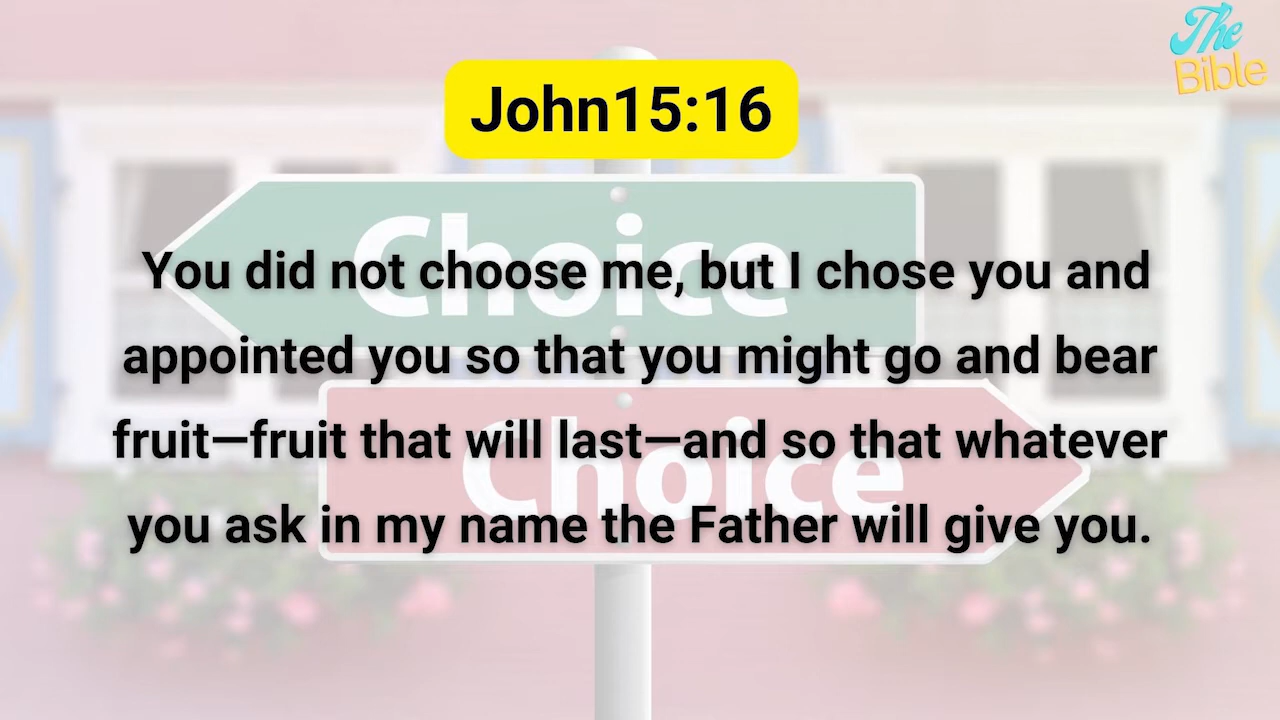 The
Bible
John15:16
Choice
You did not choose me, but I chose you and
appointed you so that you might go and bear
Choice
fruit—fruit that will last—and so that whatever
you ask in my name the Father will give you.